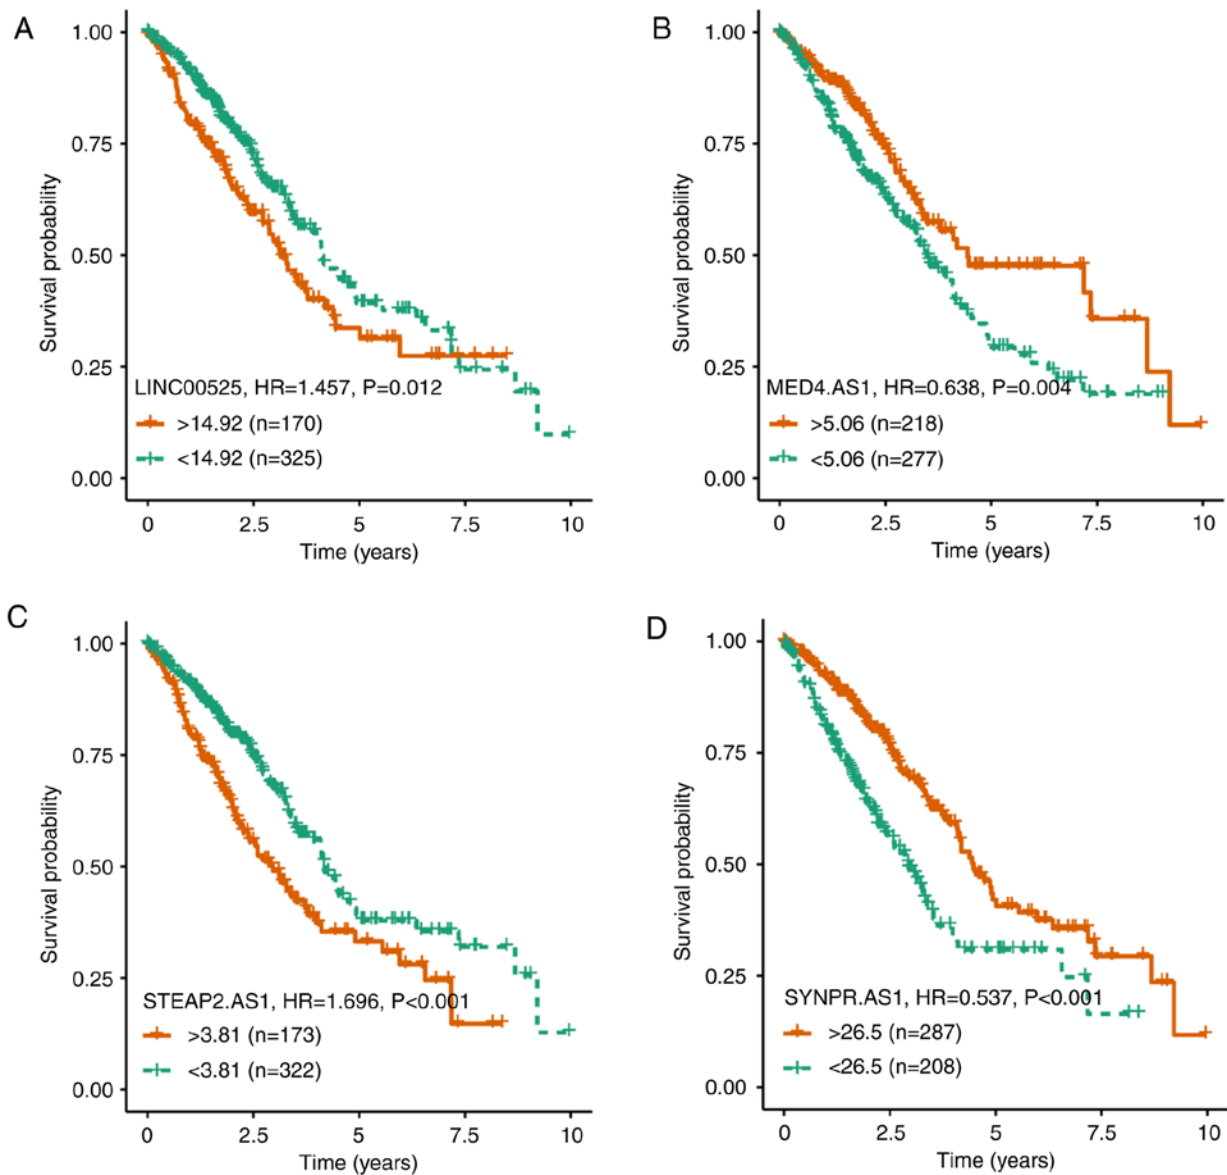 A
1.00
0.75
0.50
0.25
0.00
Survival probability
LINC00525, HR=1.457, P=0.012
>14.92 (n=170)
<14.92 (n=325)
0 2.5 5 7.5 10
Time (years)
B
1.00
0.75
0.50
0.25
0.00
Survival probability
MED4.AS1, HR=0.638, P=0.004
>5.06 (n=218)
<5.06 (n=277)
0 2.5 5 7.5 10
Time (years)
C
1.00
0.75
0.50
0.25
0.00
Survival probability
STEAP2.AS1, HR=1.696, P<0.001
>3.81 (n=173)
<3.81 (n=322)
0 2.5 5 7.5 10
Time (years)
D
1.00
0.75
0.50
0.25
0.00
Survival probability
SYNPR.AS1, HR=0.537, P<0.001
>26.5 (n=287)
<26.5 (n=208)
0 2.5 5 7.5 10
Time (years)